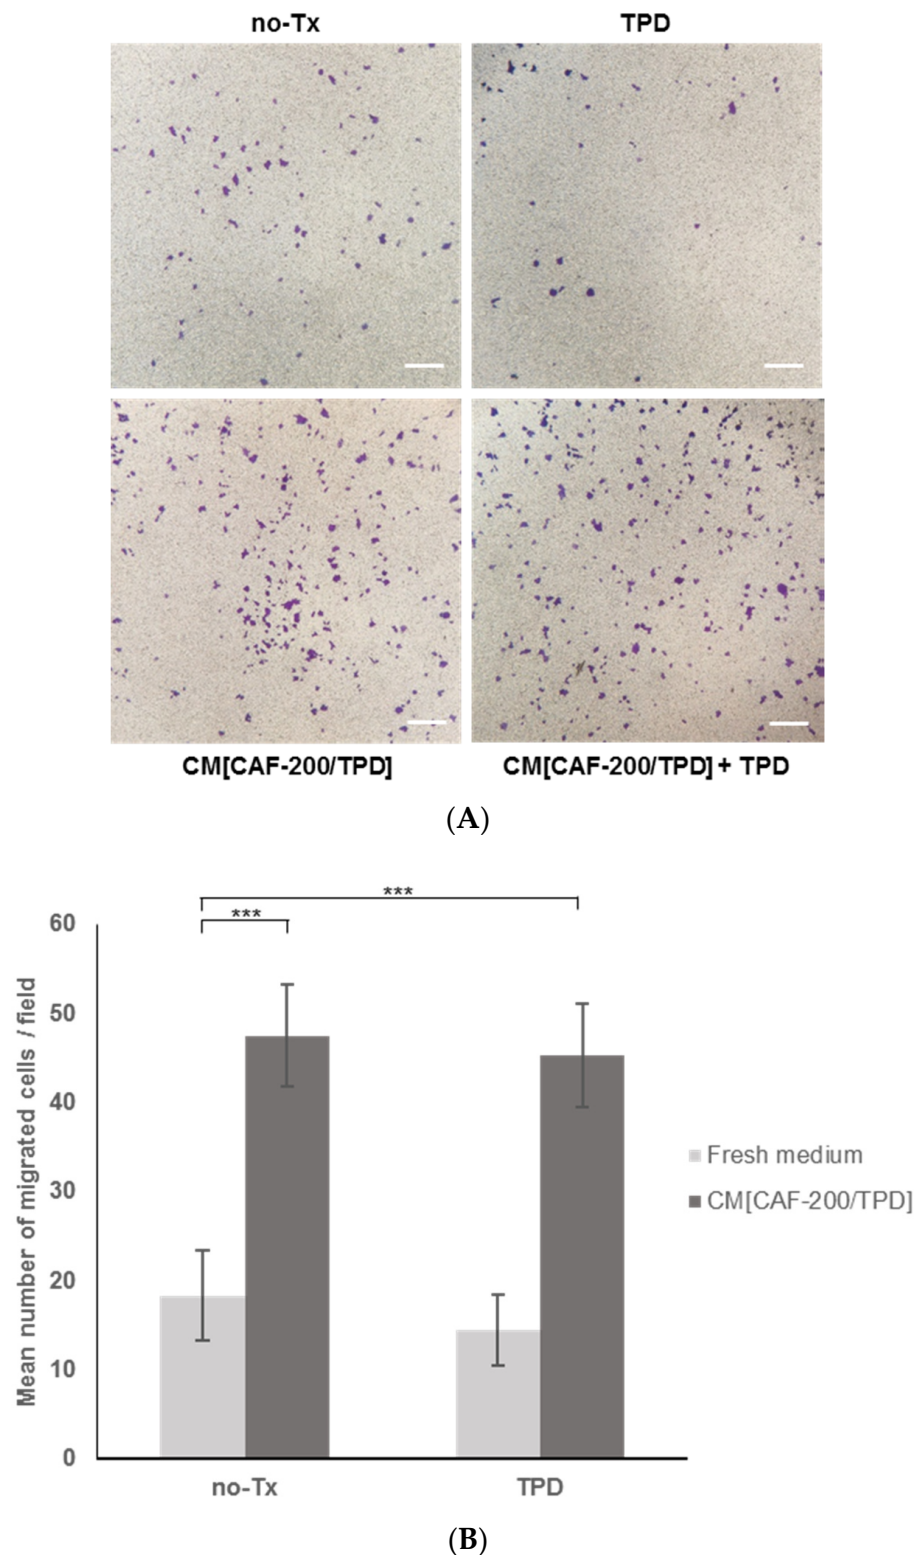 no-Tx TPD
CM[CAF-200/TPD] CM[CAF-200/TPD] + TPD
(A)
***
***
60
50
40
30
20
10
0
Mean number of migrated cells / field
Fresh medium
CM[CAF-200/TPD]
no-Tx TPD
(B)